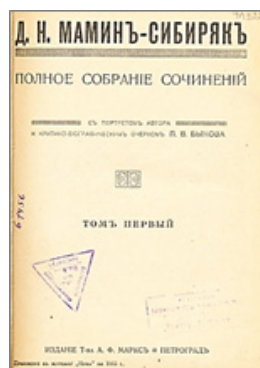 Д. Н. МАМИНЪ-СИБИРЯКЪ
ПОЛНОЕ СОБРАНІЕ СОЧИНЕНІЙ
СЪ ПОРТРЕТОМЪ АВТОРА
И КРИТИКО-БІОГРАФИЧЕСКИМЪ ОЧЕРКОМЪ П. В. БЫКОВА
ТОМЪ ПЕРВЫЙ
ИЗДАНІЕ Т-ва А. Ф. МАРКСЪ ПЕТРОГРАДЪ